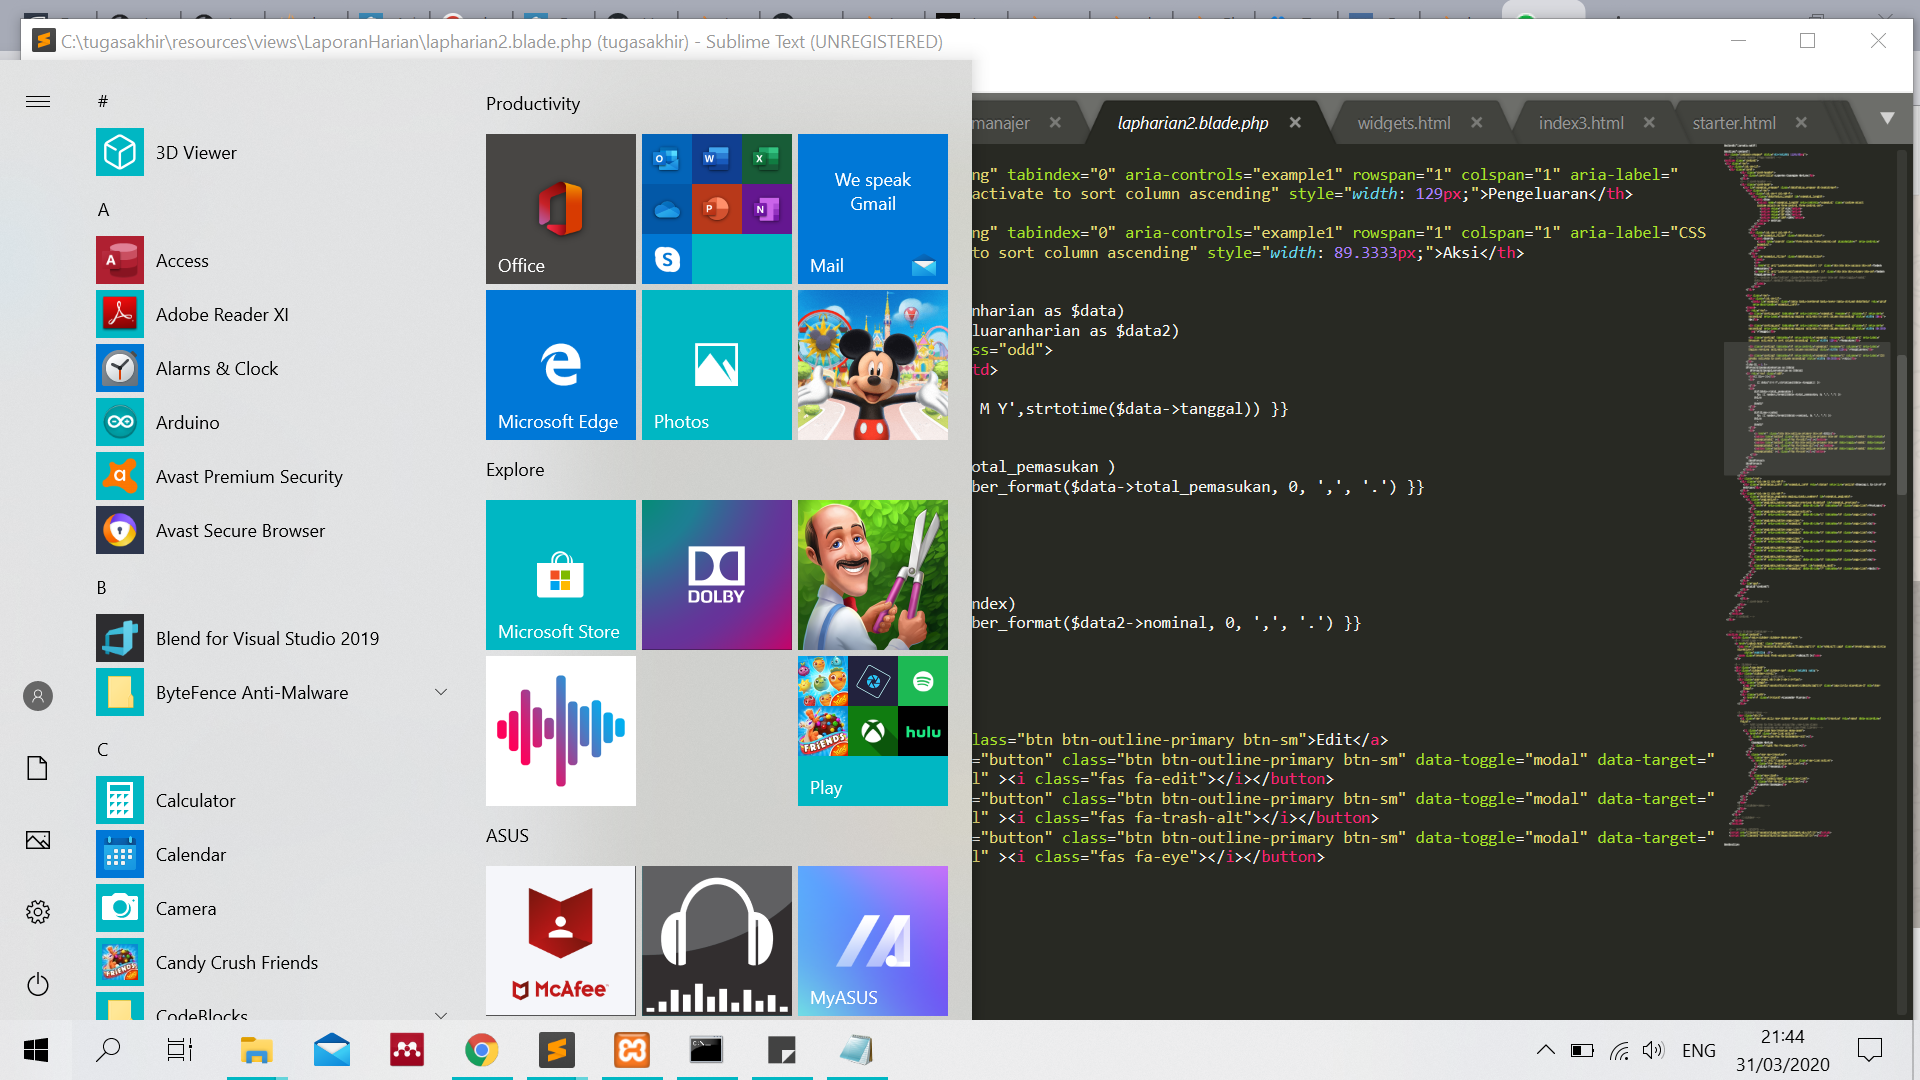 C:\tugasakhir\resources\views\LaporanHarian\lapharian2.blade.php (tugasakhir) - Sublime Text (UNREGISTERED)
manajer
lapharian2.blade.php
widgets.html
index3.html
starter.html
#
3D Viewer
A
Access
Adobe Reader XI
Alarms & Clock
Arduino
Avast Premium Security
Avast Secure Browser
B
Blend for Visual Studio 2019
ByteFence Anti-Malware
C
Calculator
Calendar
Camera
Candy Crush Friends
CodeBlocks
Productivity
Office
We speak
Gmail
Mail
Microsoft Edge
Photos
Explore
Microsoft Store
DOLBY
hulu
Play
ASUS
McAfee
MyASUS
ng" tabindex="0" aria-controls="example1" rowspan="1" colspan="1" aria-label="
activate to sort column ascending" style="width: 129px;">Pengeluaran</th>
ng" tabindex="0" aria-controls="example1" rowspan="1" colspan="1" aria-label="CSS
to sort column ascending" style="width: 89.3333px;">Aksi</th>
nharian as $data)
luaranharian as $data2)
ss="odd">
td>
M Y',strtotime($data->tanggal)) }}
otal_pemasukan )
ber_format($data->total_pemasukan, 0, ',', '.') }}
ndex)
ber_format($data2->nominal, 0, ',', '.') }}
lass="btn btn-outline-primary btn-sm">Edit</a>
="button" class="btn btn-outline-primary btn-sm" data-toggle="modal" data-target="
l" ><i class="fas fa-edit"></i></button>
="button" class="btn btn-outline-primary btn-sm" data-toggle="modal" data-target="
l" ><i class="fas fa-trash-alt"></i></button>
="button" class="btn btn-outline-primary btn-sm" data-toggle="modal" data-target="
l" ><i class="fas fa-eye"></i></button>
ENG
21:44
31/03/2020